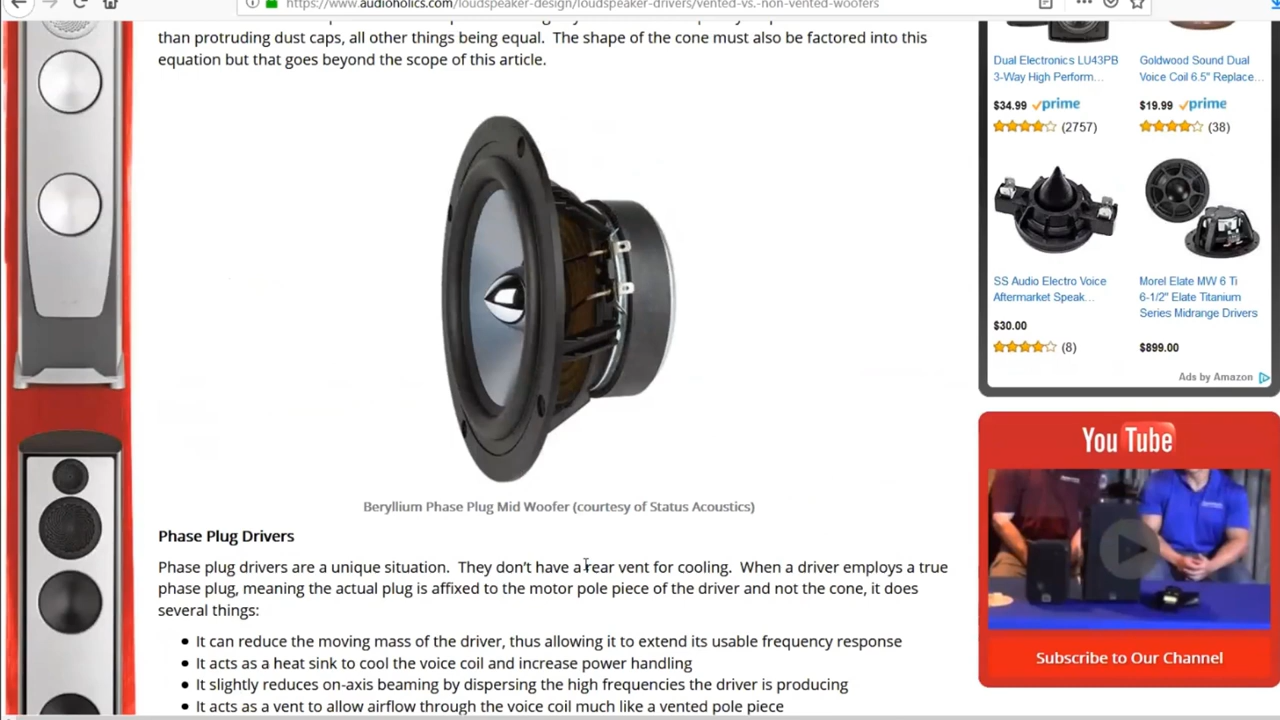 https://www.audioholics.com/loudspeaker-design/loudspeaker-drivers/vented-vs.-non-vented-woofers
than protruding dust caps, all other things being equal. The shape of the cone must also be factored into this
equation but that goes beyond the scope of this article.
Beryllium Phase Plug Mid Woofer (courtesy of Status Acoustics)
Phase Plug Drivers
Phase plug drivers are a unique situation. They don't have a rear vent for cooling. When a driver employs a true
phase plug, meaning the actual plug is affixed to the motor pole piece of the driver and not the cone, it does
several things:
• It can reduce the moving mass of the driver, thus allowing it to extend its usable frequency response
• It acts as a heat sink to cool the voice coil and increase power handling
• It slightly reduces on-axis beaming by dispersing the high frequencies the driver is producing
• It acts as a vent to allow airflow through the voice coil much like a vented pole piece
Dual Electronics LU43PB
3-Way High Perform...
$34.99 prime
(2757)
Goldwood Sound Dual
Voice Coil 6.5" Replace...
$19.99 prime
(38)
SS Audio Electro Voice
Aftermarket Speak...
$30.00
(8)
Morel Elate MW 6 Ti
6-1/2" Elate Titanium
Series Midrange Drivers
$899.00
Ads by Amazon
You Tube
Subscribe to Our Channel